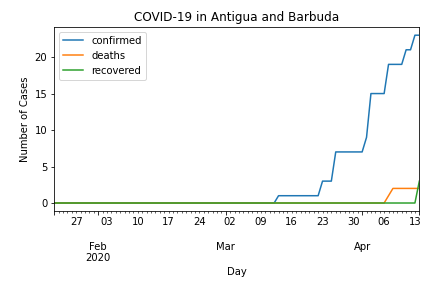 COVID-19 in Antigua and Barbuda
confirmed
deaths
recovered
Number of Cases
20
15
10
5
0
27 03 10 17 24 02 09 16 23 30 06 13
Feb Mar Apr
2020
Day